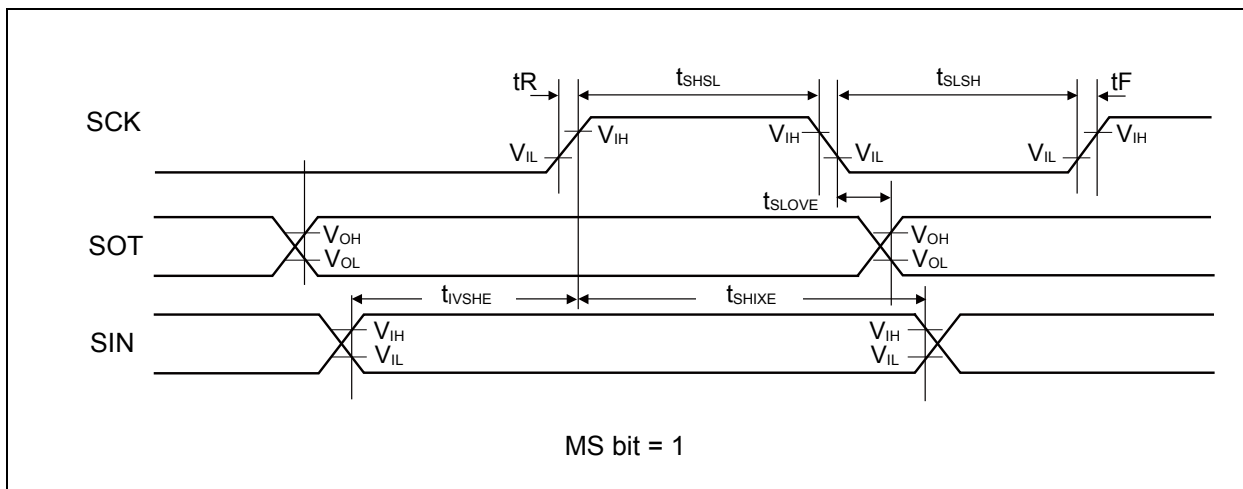 tR tSHSL tSLSH tF
SCK VIH VIH VIH
VIL VIL VIL
tSLOVE
SOT VOH VOH
VOL VOL
tIVSHE tSHIXE
SIN VIH VIH
VIL VIL
MS bit = 1